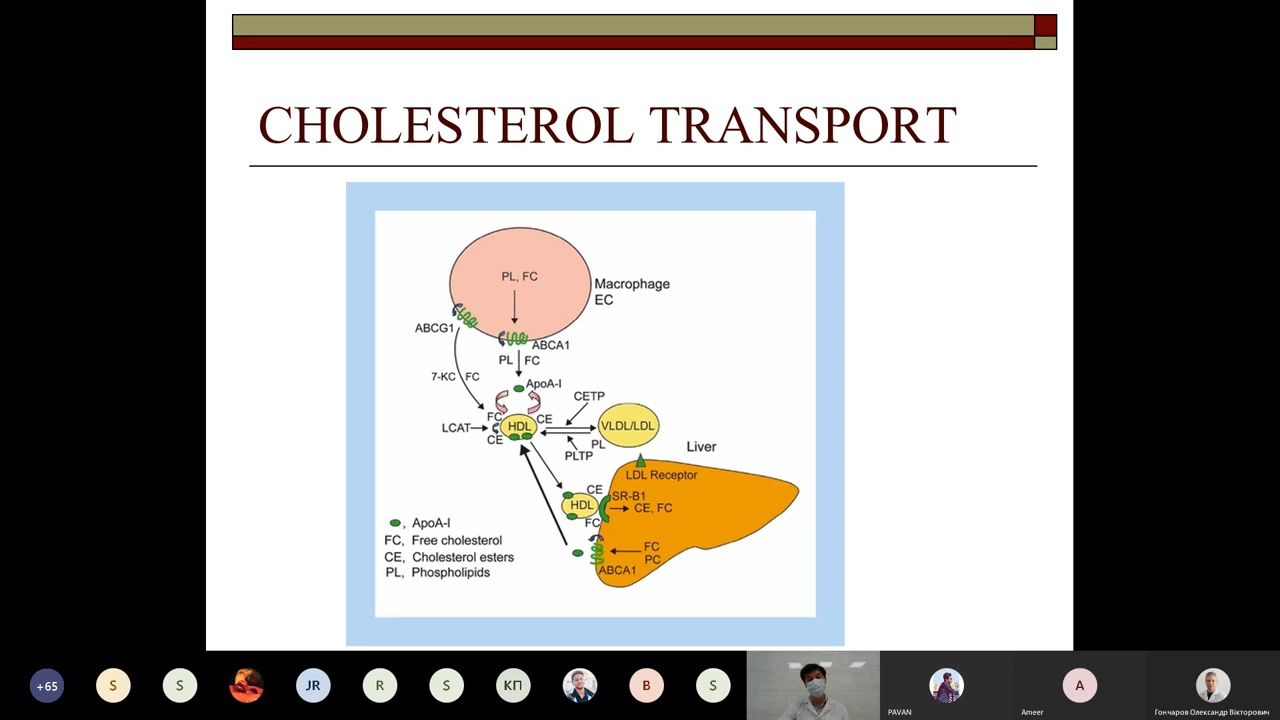 CHOLESTEROL TRANSPORT
PL, FC
Macrophage
EC
ABCG1
ABCA1
PL FC
7-KC FC
ApoA-I
CETP
FC
CE
LCAT
HDL
VLDL/LDL
CE
PL
PLTP
Liver
LDL Receptor
CE
SR-B1
HDL
CE, FC
FC
, ApoA-I
FC, Free cholesterol
CE, Cholesterol esters
PL, Phospholipids
FC
PC
ABCA1
+65
S
S
JR
R
S
КП
B
S
A
PAVAN
Ameer
Гончаров Олександр Вікторович